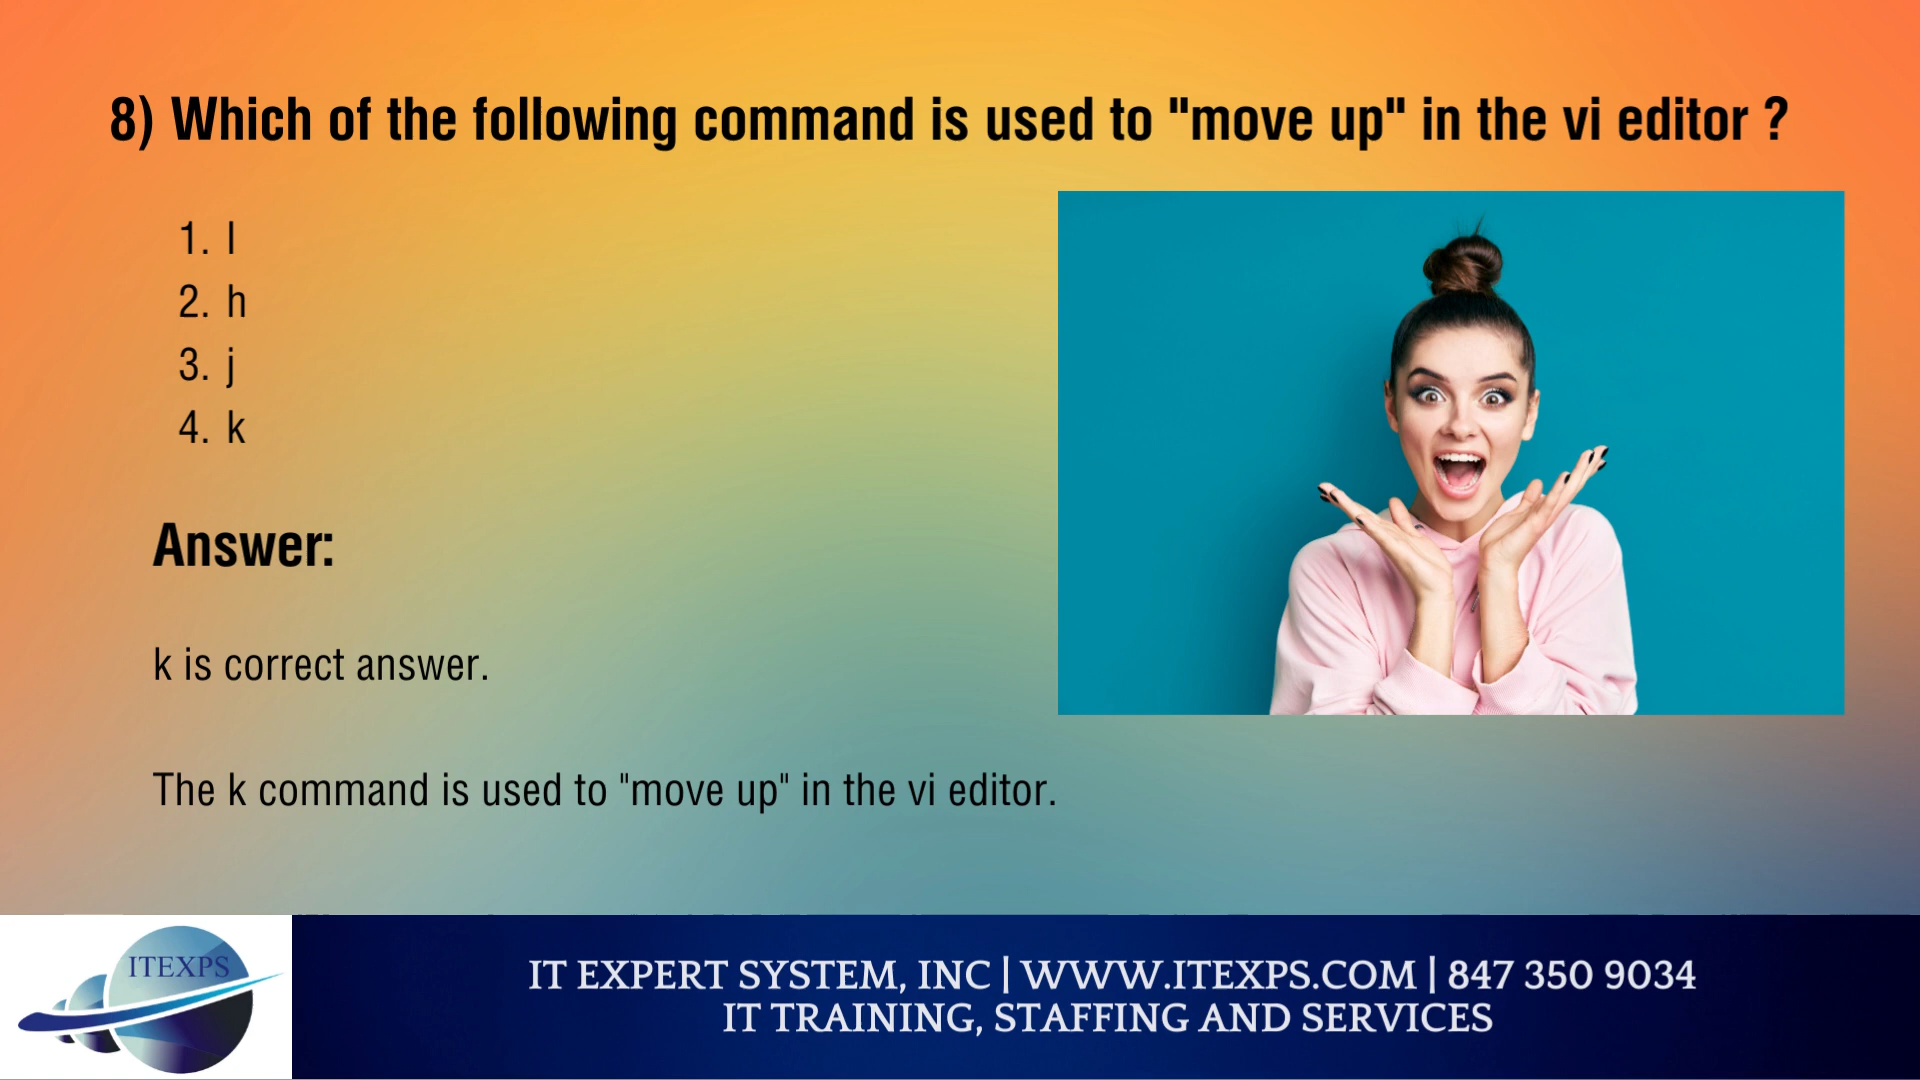 8) Which of the following command is used to "move up" in the vi editor ?
1. l
2. h
3. j
4. k
Answer:
k is correct answer.
The k command is used to "move up" in the vi editor.
ITEXPS
IT EXPERT SYSTEM, INC | WWW.ITEXPS.COM | 847 350 9034
IT TRAINING, STAFFING AND SERVICES